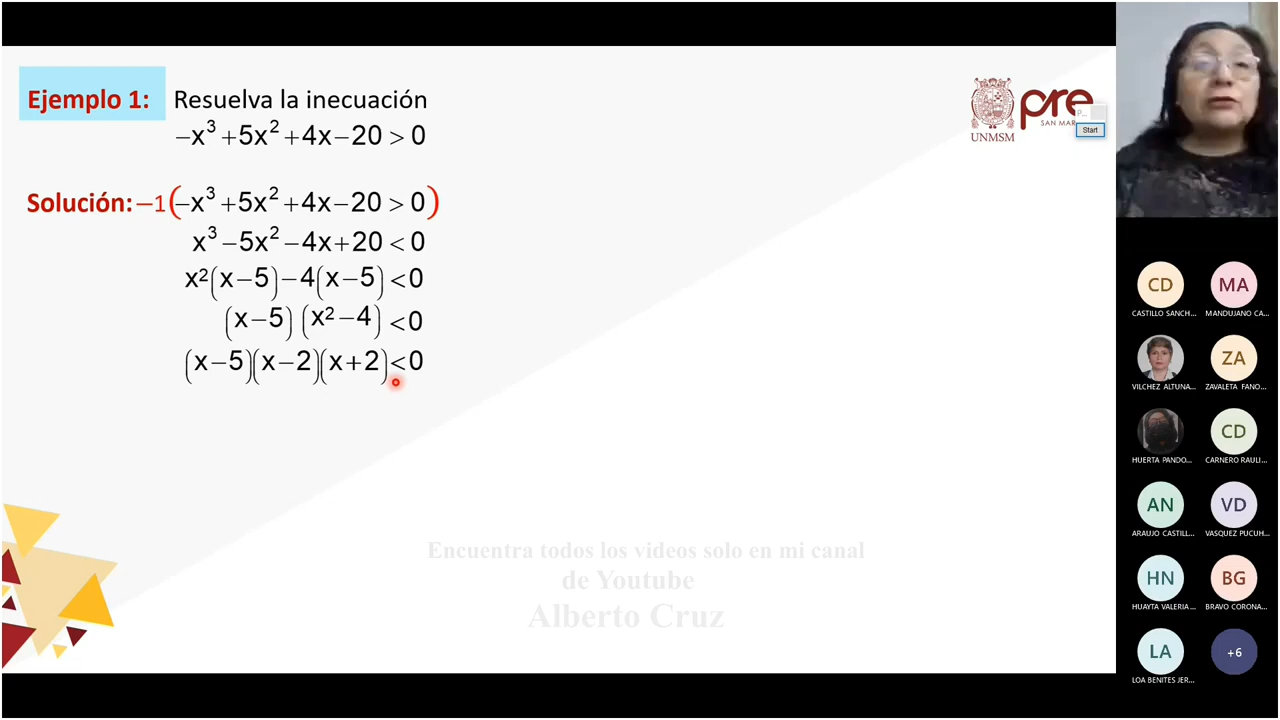 Ejemplo 1: Resuelva la inecuación
−x³+5x²+4x−20 > 0
Solución: −1(−x³+5x²+4x−20 > 0)
x³−5x²−4x+20 < 0
x²(x−5)−4(x−5) < 0
(x−5) (x²−4) < 0
(x−5)(x−2)(x+2) < 0
UNMSM
pre
SAN MAR
P...
Start
Encuentra todos los videos solo en mi canal
de Youtube
Alberto Cruz
CD
MA
CASTILLO SANCH...
MANDUJANO CA...
ZA
VILCHEZ ALTUNA...
ZAVALETA FANO...
CD
HUERTA PANDO...
CARNERO RAULI...
AN
VD
ARAUJO CASTILL...
VASQUEZ PUCUH...
HN
BG
HUAYTA VALERIA...
BRAVO CORONA...
LA
+6
LOA BENITES JER...